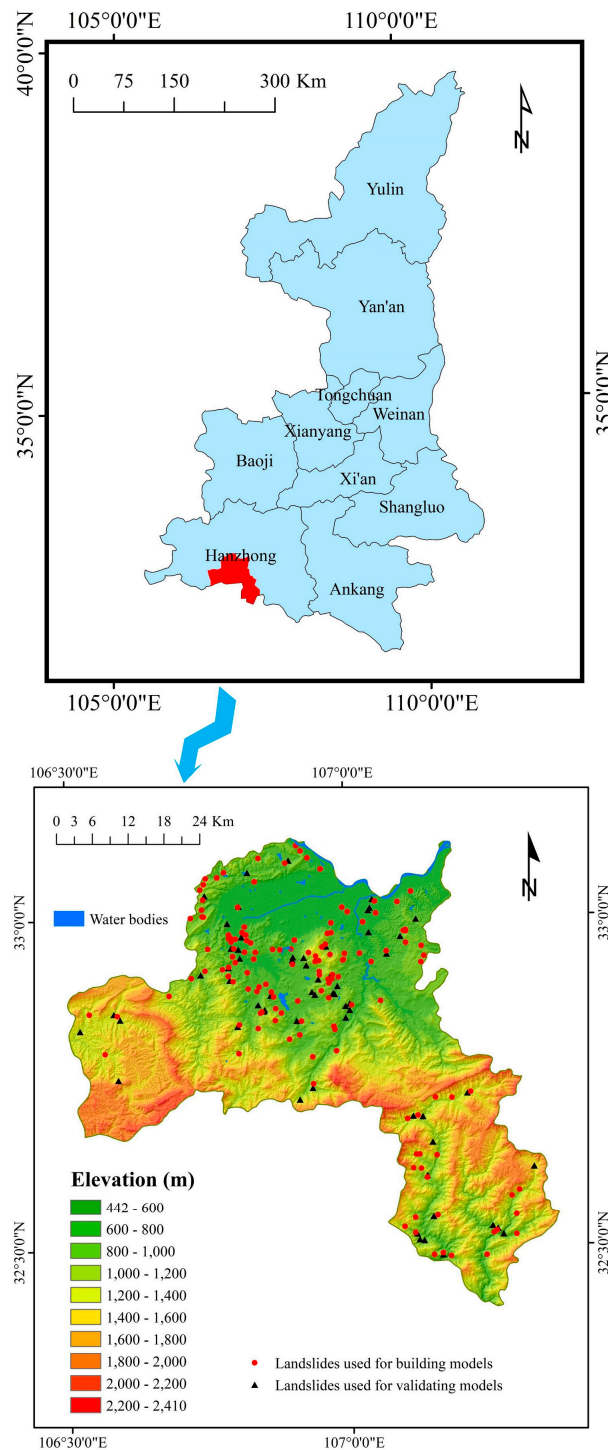 105°0'0"E 110°0'0"E
40°0'0"N
0 75 150 300 Km
N
Yulin
Yan'an
35°0'0"N
35°0'0"N
Tongchuan
Weinan
Xianyang
Baoji
Xi'an
Shangluo
Hanzhong
Ankang
105°0'0"E 110°0'0"E
106°30'0"E 107°0'0"E
0 3 6 12 18 24 Km
N
Water bodies
33°0'0"N
33°0'0"N
Elevation (m)
442 - 600
600 - 800
800 - 1,000
1,000 - 1,200
1,200 - 1,400
1,400 - 1,600
1,600 - 1,800
1,800 - 2,000
2,000 - 2,200
2,200 - 2,410
32°30'0"N
32°30'0"N
Landslides used for building models
Landslides used for validating models
106°30'0"E 107°0'0"E